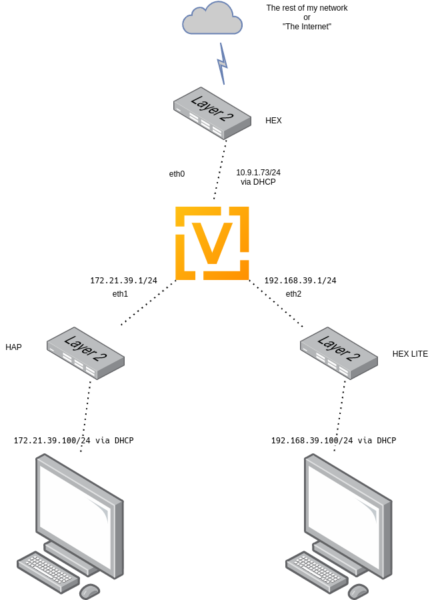 The rest of my network
or
"The Internet"
Layer 2
HEX
eth0
10.9.1.73/24
via DHCP
V
172.21.39.1/24
eth1
192.168.39.1/24
eth2
HAP
Layer 2
Layer 2
HEX LITE
172.21.39.100/24 via DHCP
192.168.39.100/24 via DHCP